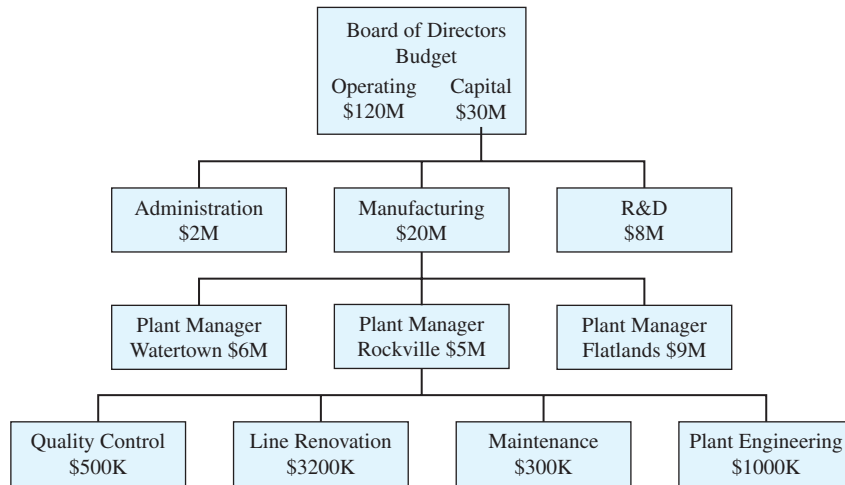 Board of Directors
Budget
Operating Capital
$120M $30M
Administration
$2M
Manufacturing
$20M
R&D
$8M
Plant Manager
Watertown $6M
Plant Manager
Rockville $5M
Plant Manager
Flatlands $9M
Quality Control
$500K
Line Renovation
$3200K
Maintenance
$300K
Plant Engineering
$1000K